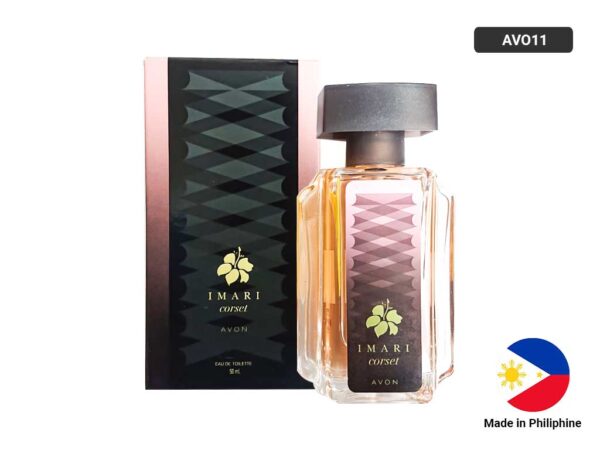 AVO11
IMARI
corset
AVON
EAU DE TOILETTE
50 mL
IMARI
corset
AVON
Made in Philiphine